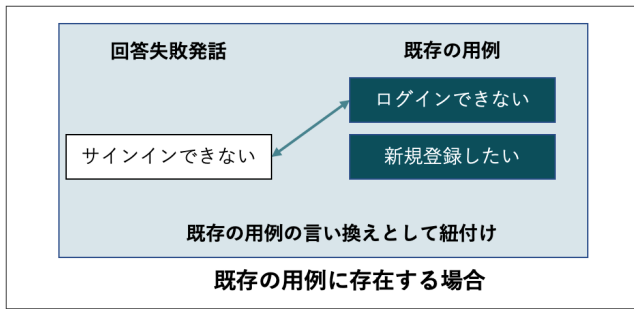 回答失敗発話
既存の用例
ログインできない
サインインできない
新規登録したい
既存の用例の言い換えとして紐付け
既存の用例に存在する場合